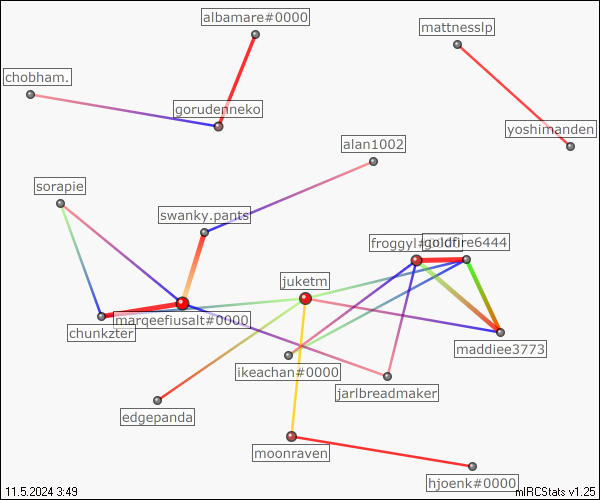 albamare#0000
mattnesslp
chobham.
gorudenneko
yoshimanden
alan1002
sorapie
swanky.pants
goldfire6444
juketm
marqeefiusalt#0000
chunkzter
maddiee3773
ikeachan#0000
jarlbreadmaker
edgepanda
moonraven
hjoenk#0000
11.5.2024 3:49
mIRCStats v1.25